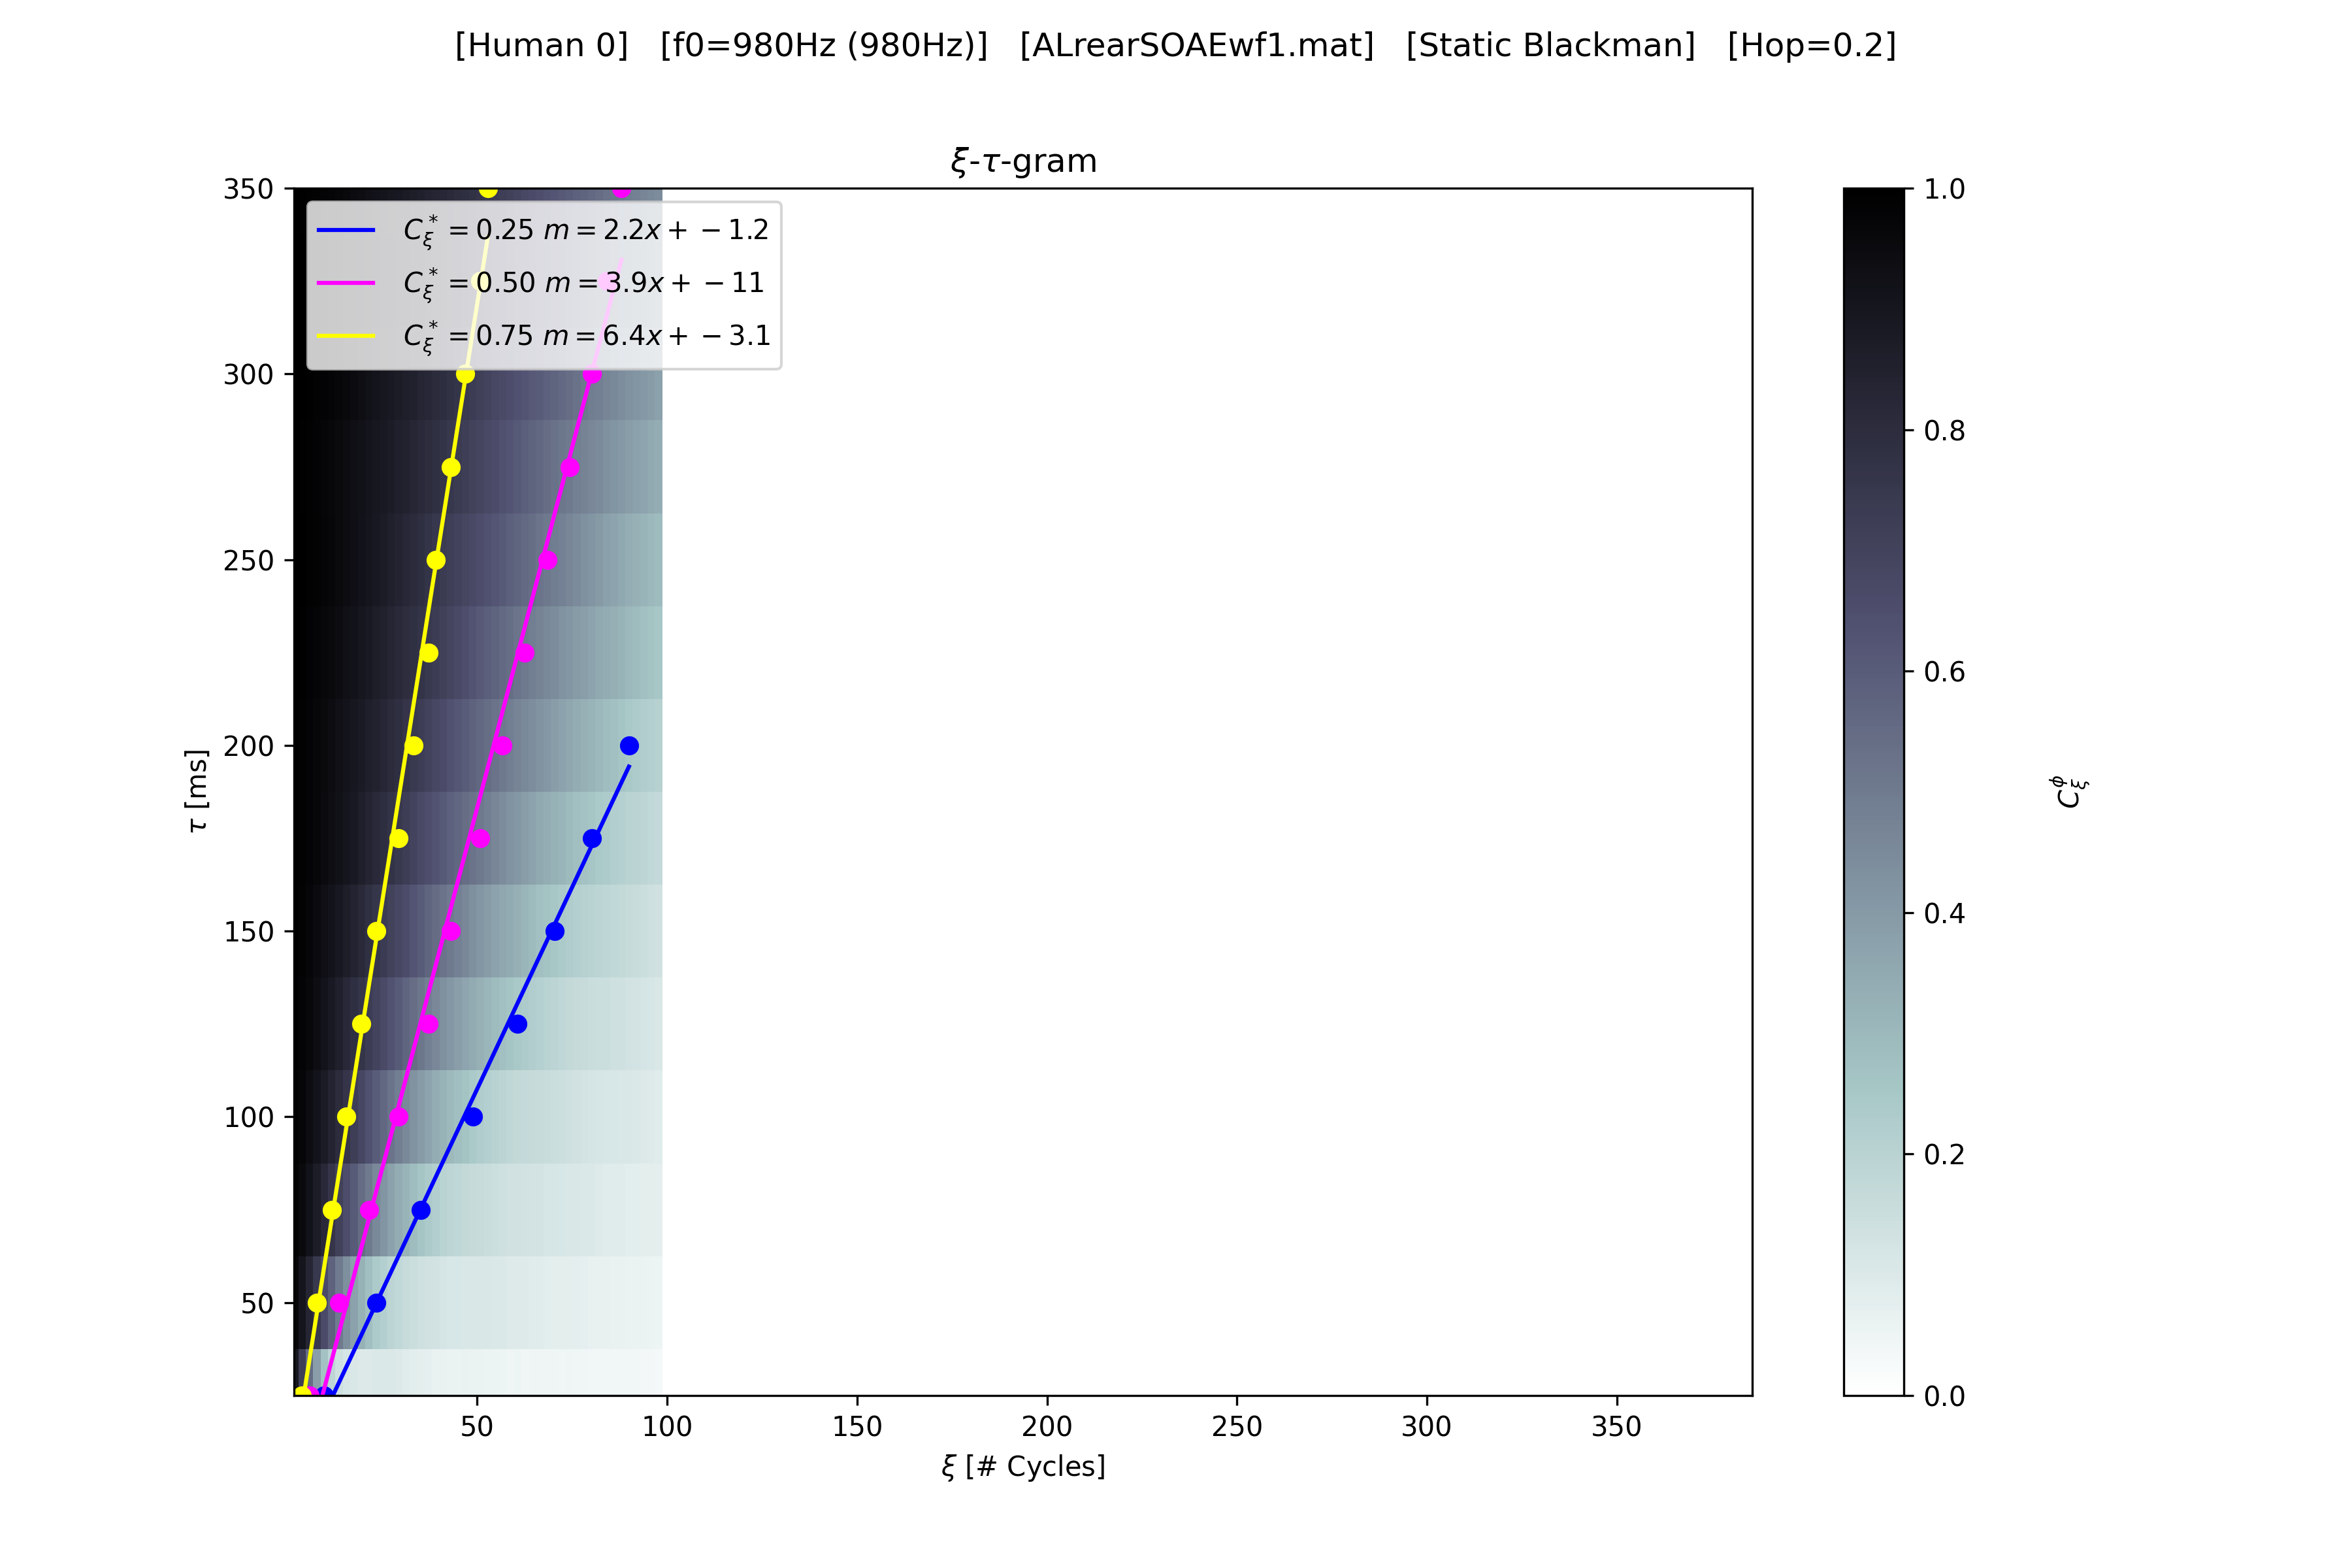 [Human 0]   [f0=980Hz (980Hz)]   [ALrearSOAEwf1.mat]   [Static Blackman]   [Hop=0.2]
ξ-τ-gram
C*ξ = 0.25 m = 2.2x + −1.2
C*ξ = 0.50 m = 3.9x + −11
C*ξ = 0.75 m = 6.4x + −3.1
350
300
250
200
150
100
50
τ [ms]
50 100 150 200 250 300 350
ξ [# Cycles]
1.0
0.8
0.6
0.4
0.2
0.0
Cϕξ